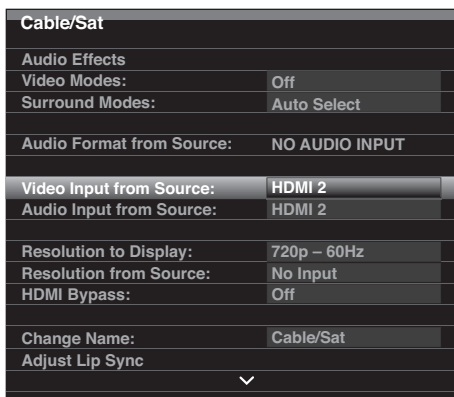 Cable/Sat
Audio Effects
Video Modes: Off
Surround Modes: Auto Select
Audio Format from Source: NO AUDIO INPUT
Video Input from Source: HDMI 2
Audio Input from Source: HDMI 2
Resolution to Display: 720p – 60Hz
Resolution from Source: No Input
HDMI Bypass: Off
Change Name: Cable/Sat
Adjust Lip Sync